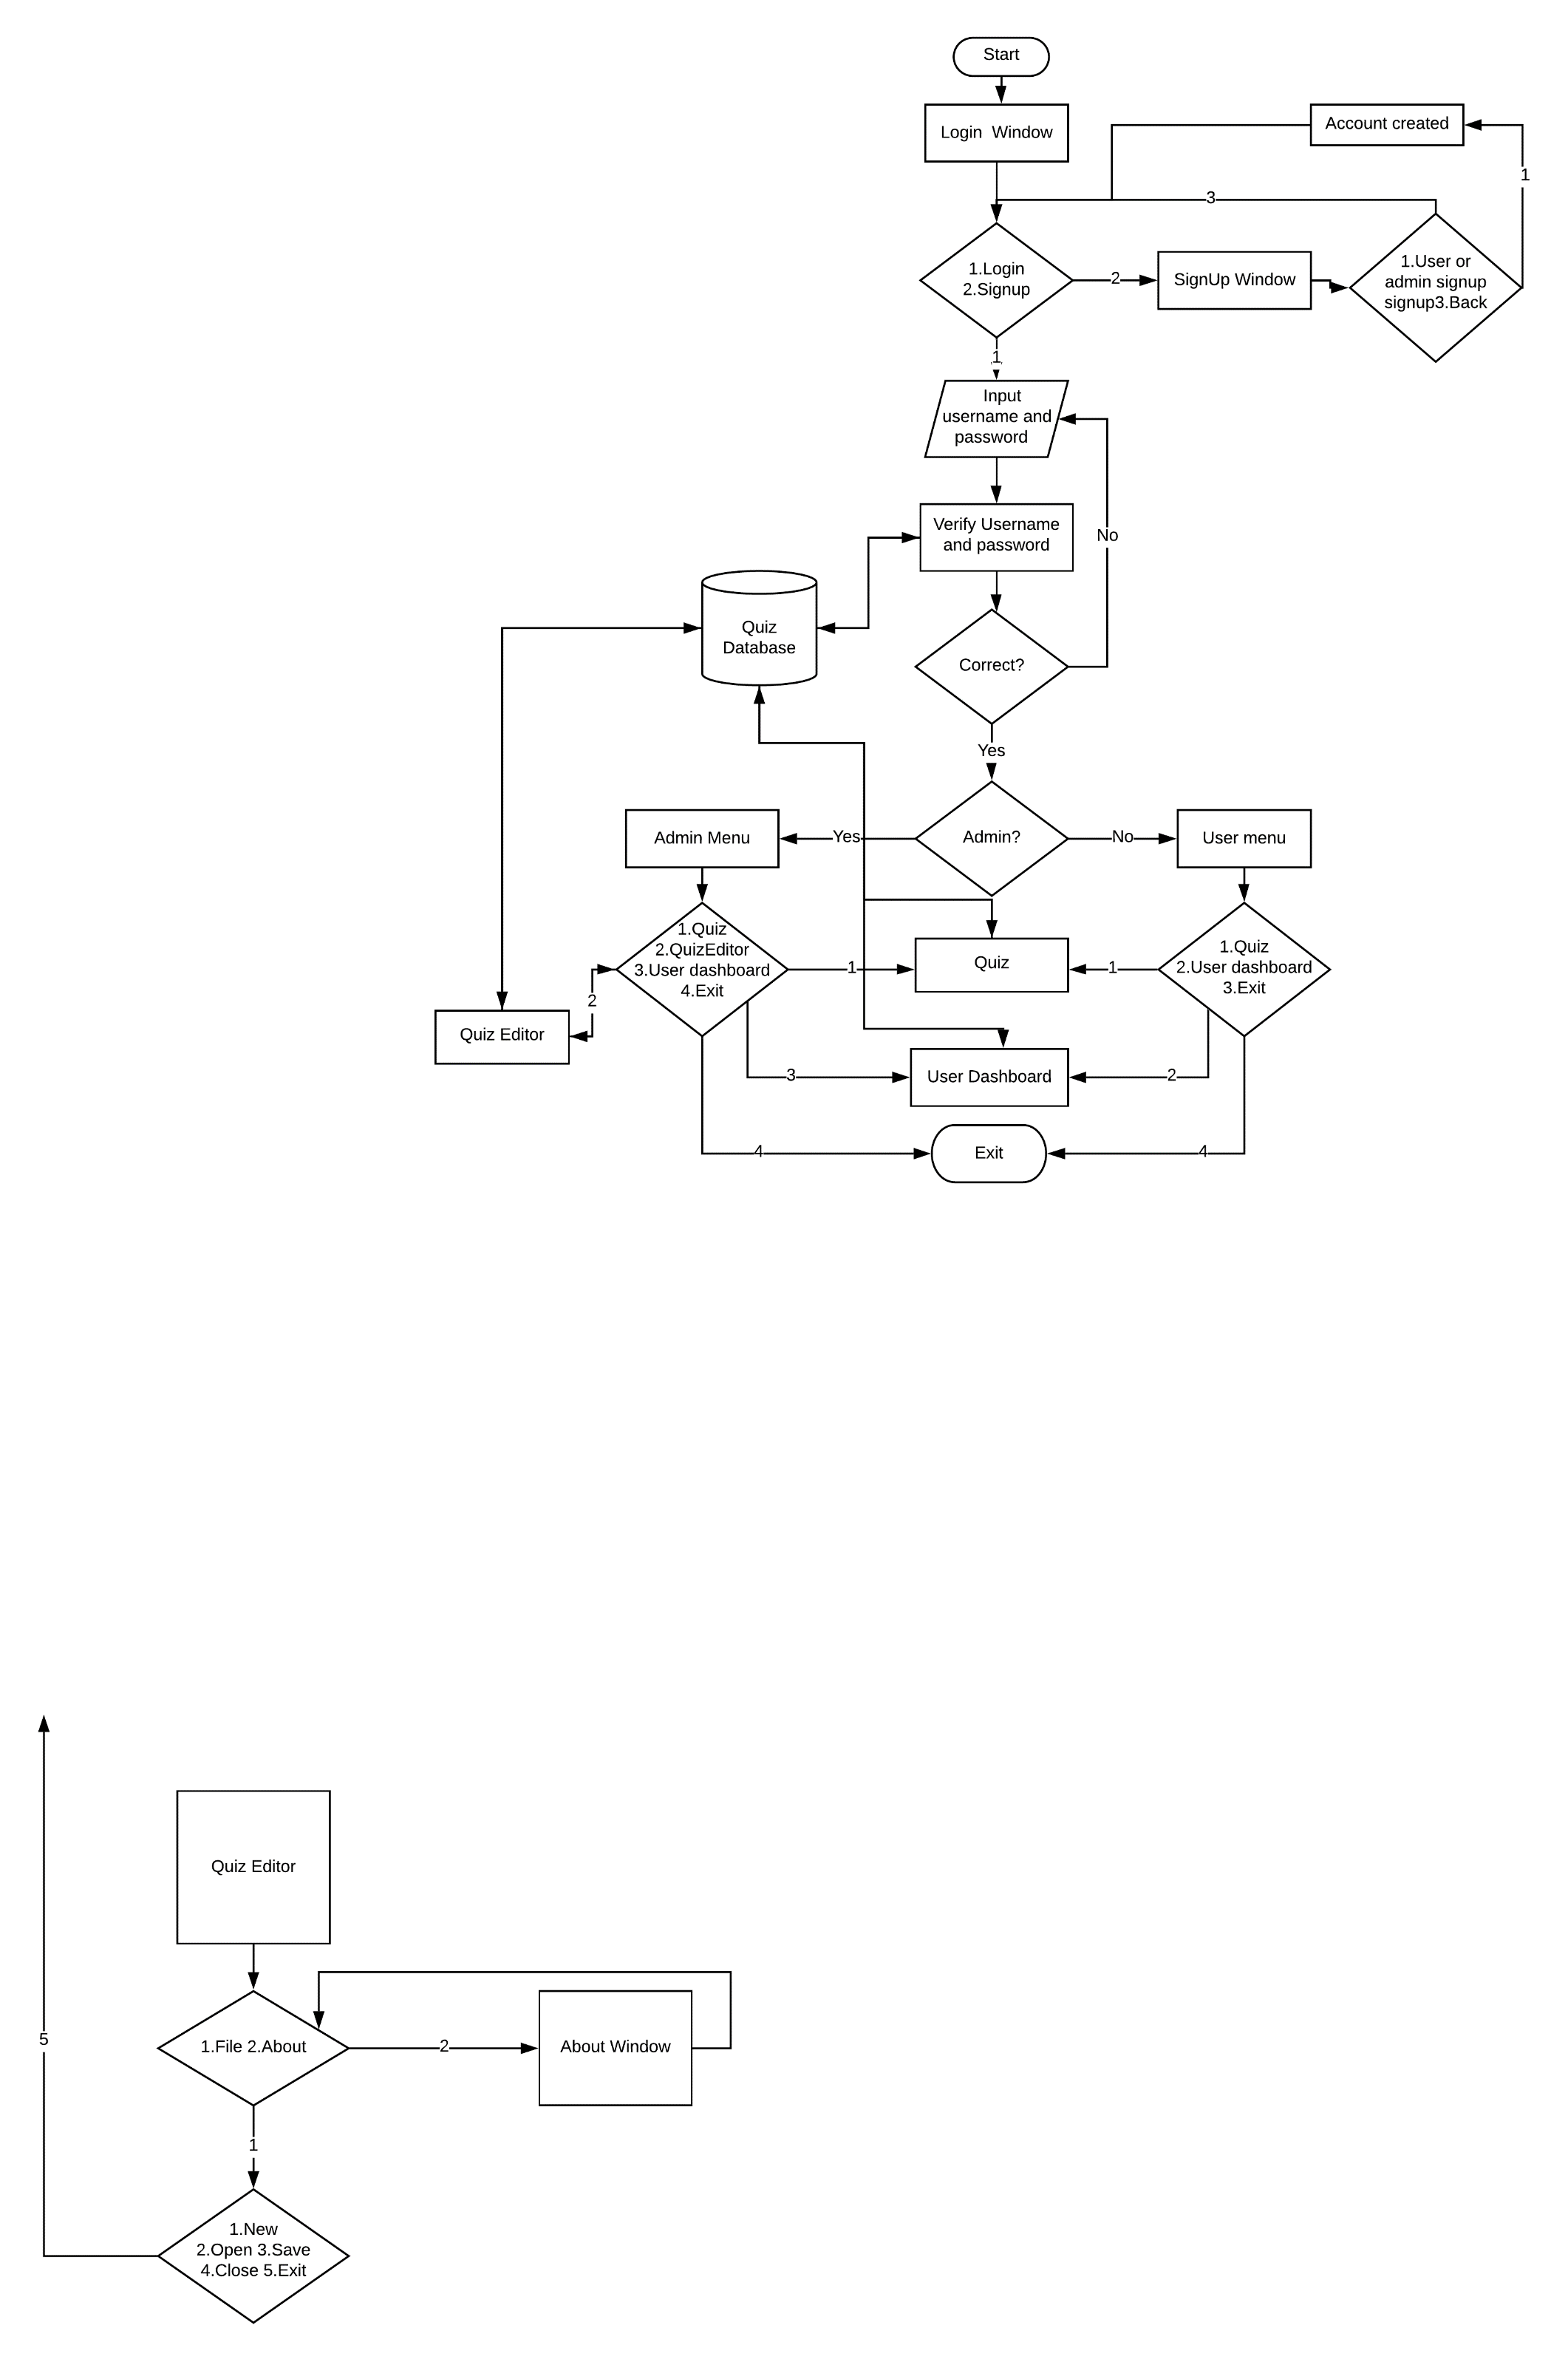 Start
Login  Window
Account created
1
3
1.Login
2.Signup
2
SignUp Window
1.User or
admin signup
signup3.Back
1
Input
username and
password
Verify Username
and password
No
Quiz
Database
Correct?
Yes
Admin Menu
Yes
Admin?
No
User menu
1.Quiz
2.QuizEditor
3.User dashboard
4.Exit
1
Quiz
1
1.Quiz
2.User dashboard
3.Exit
2
Quiz Editor
3
User Dashboard
2
4
Exit
4
Quiz Editor
5
1.File 2.About
2
About Window
1
1.New
2.Open 3.Save
4.Close 5.Exit